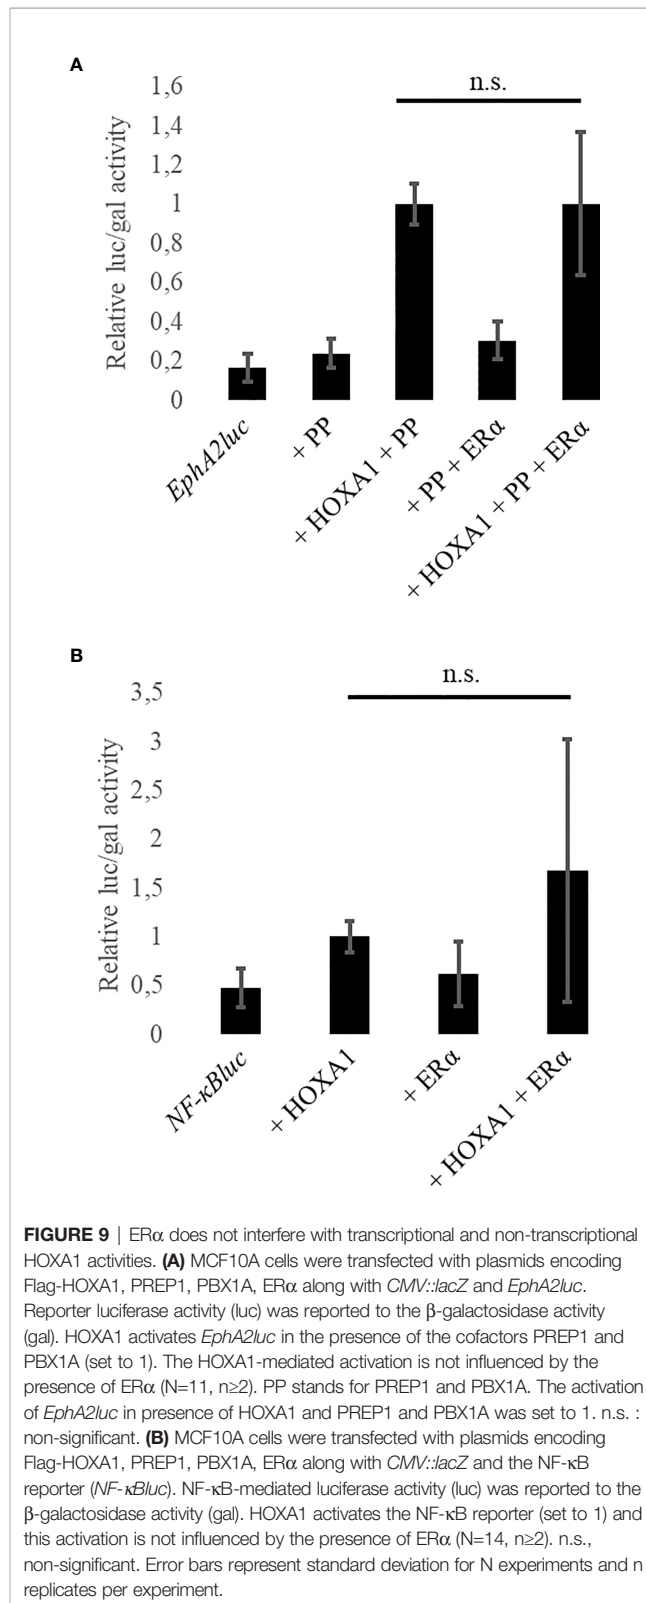 A
n.s.
1,6
1,4
1,2
1
0,8
0,6
0,4
0,2
0
Relative luc/gal activity
EphA2luc
+ PP
+ HOXA1 + PP
+ PP + ERα
+ HOXA1 + PP + ERα
B
n.s.
3,5
3
2,5
2
1,5
1
0,5
0
Relative luc/gal activity
NF-κBluc
+ HOXA1
+ ERα
+ HOXA1 + ERα
FIGURE 9 | ERα does not interfere with transcriptional and non-transcriptional
HOXA1 activities. (A) MCF10A cells were transfected with plasmids encoding
Flag-HOXA1, PREP1, PBX1A, ERα along with CMV::lacZ and EphA2luc.
Reporter luciferase activity (luc) was reported to the β-galactosidase activity
(gal). HOXA1 activates EphA2luc in the presence of the cofactors PREP1 and
PBX1A (set to 1). The HOXA1-mediated activation is not influenced by the
presence of ERα (N=11, n≥2). PP stands for PREP1 and PBX1A. The activation
of EphA2luc in presence of HOXA1 and PREP1 and PBX1A was set to 1. n.s. :
non-significant. (B) MCF10A cells were transfected with plasmids encoding
Flag-HOXA1, PREP1, PBX1A, ERα along with CMV::lacZ and the NF-κB
reporter (NF-κBluc). NF-κB-mediated luciferase activity (luc) was reported to the
β-galactosidase activity (gal). HOXA1 activates the NF-κB reporter (set to 1) and
this activation is not influenced by the presence of ERα (N=14, n≥2). n.s.,
non-significant. Error bars represent standard deviation for N experiments and n
replicates per experiment.